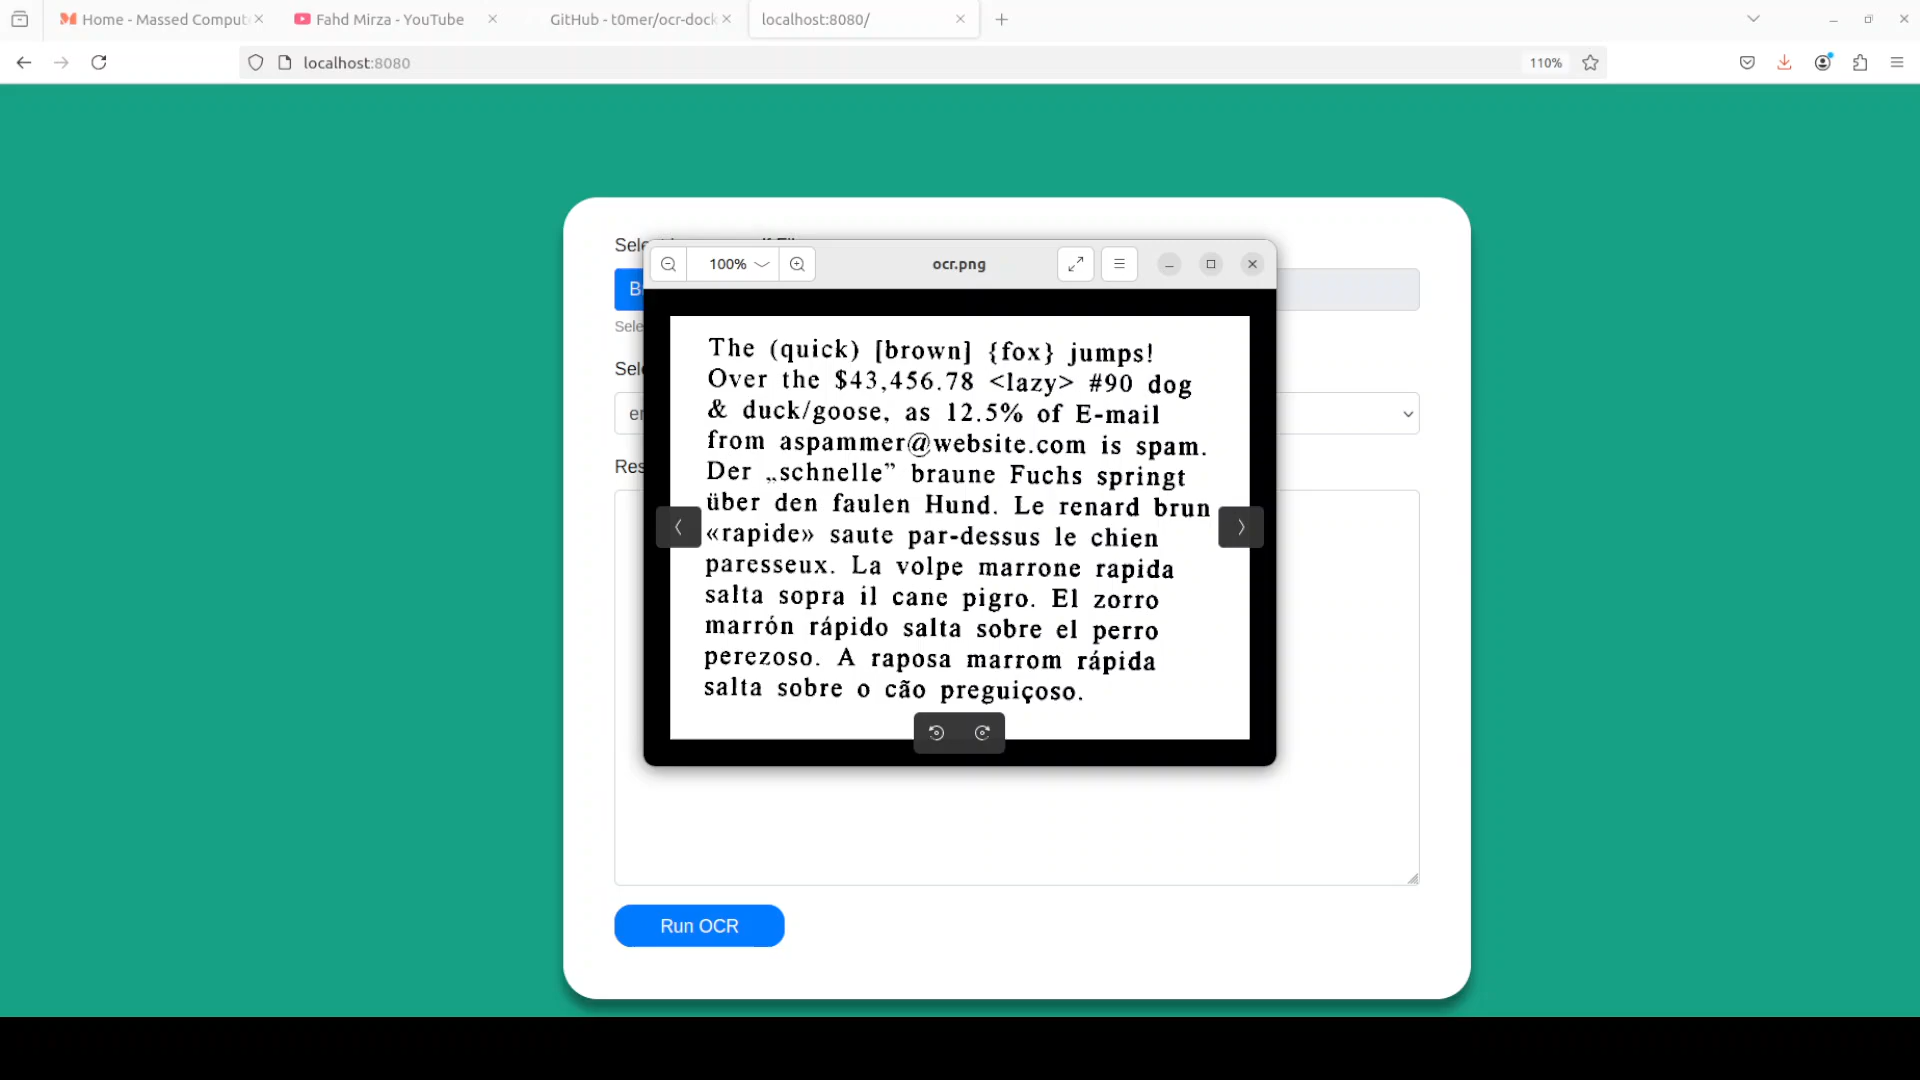 Home - Massed Comput
Fahd Mirza - YouTube
GitHub - t0mer/ocr-dock
localhost:8080/
localhost:8080
110%
100%
ocr.png
The (quick) [brown] {fox} jumps!
Over the $43,456.78 <lazy> #90 dog
& duck/goose, as 12.5% of E-mail
from aspammer@website.com is spam.
Der „schnelle” braune Fuchs springt
über den faulen Hund. Le renard brun
«rapide» saute par-dessus le chien
paresseux. La volpe marrone rapida
salta sopra il cane pigro. El zorro
marrón rápido salta sobre el perro
perezoso. A raposa marrom rápida
salta sobre o cão preguiçoso.
Run OCR